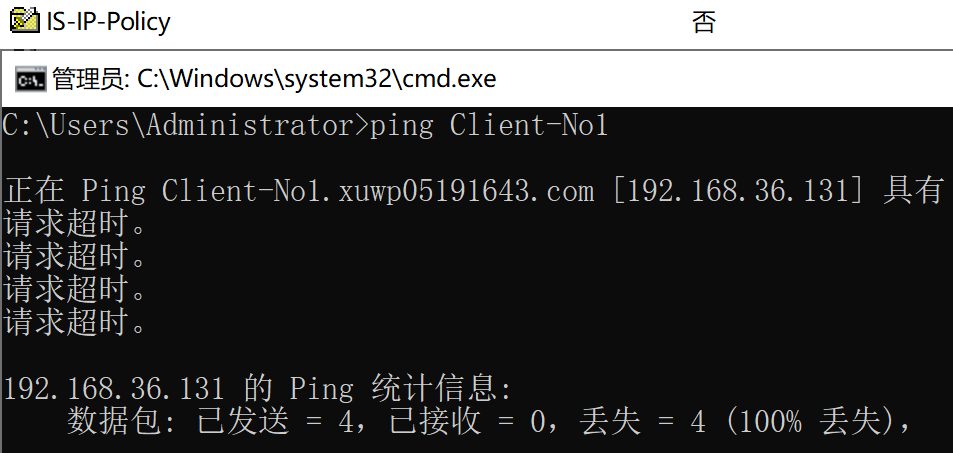 IS-IP-Policy 否
管理员: C:\Windows\system32\cmd.exe
C:\Users\Administrator>ping Client-No1
正在 Ping Client-No1.xuwp05191643.com [192.168.36.131] 具有
请求超时。
请求超时。
请求超时。
请求超时。
192.168.36.131 的 Ping 统计信息:
数据包: 已发送 = 4，已接收 = 0，丢失 = 4 (100% 丢失)，